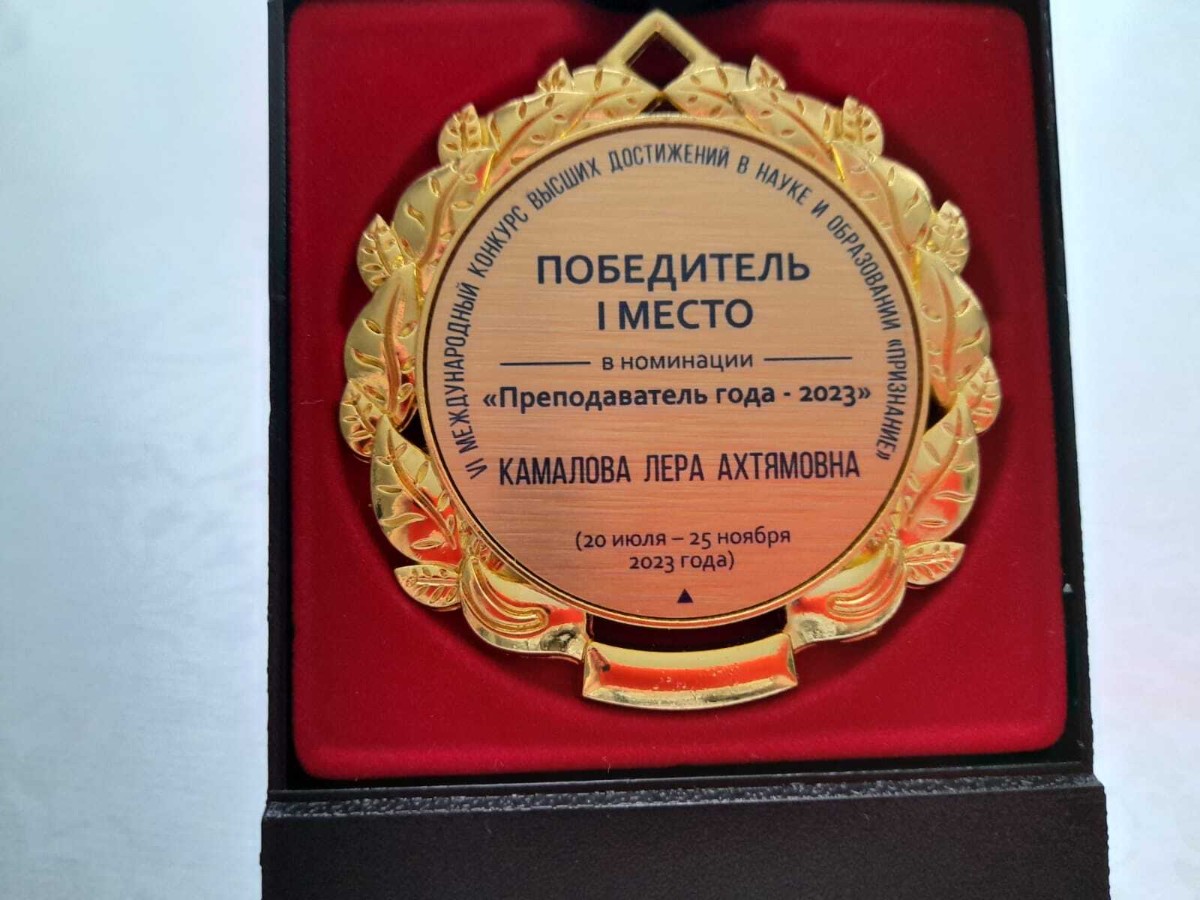 VI МЕЖДУНАРОДНЫЙ КОНКУРС ВЫСШИХ ДОСТИЖЕНИЙ В НАУКЕ И ОБРАЗОВАНИИ «ПРИЗНАНИЕ»
ПОБЕДИТЕЛЬ
I МЕСТО
в номинации
«Преподаватель года - 2023»
КАМАЛОВА ЛЕРА АХТЯМОВНА
(20 июля – 25 ноября
2023 года)